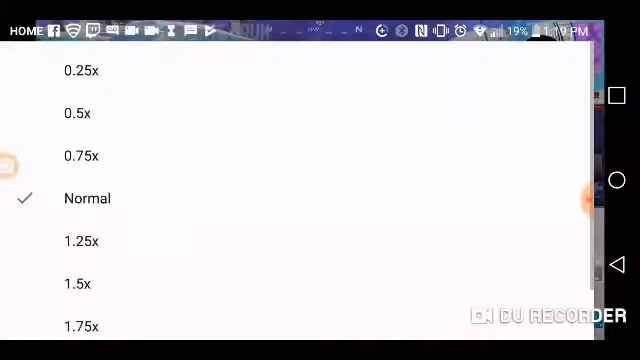 HOME 19% 1:19 PM
0.25x
0.5x
0.75x
Normal
1.25x
1.5x
1.75x
DU RECORDER